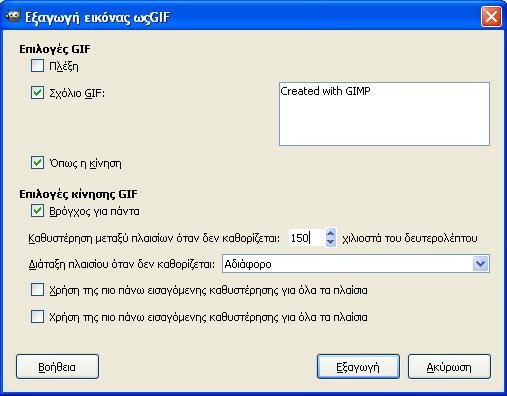 Εξαγωγή εικόνας ωςGIF
Επιλογές GIF
Πλέξη
Σχόλιο GIF:
Created with GIMP
Όπως η κίνηση
Επιλογές κίνησης GIF
Βρόγχος για πάντα
Καθυστέρηση μεταξύ πλαισίων όταν δεν καθορίζεται: 150 χιλιοστά του δευτερολέπτου
Διάταξη πλαισίου όταν δεν καθορίζεται: Αδιάφορο
Χρήση της πιο πάνω εισαγόμενης καθυστέρησης για όλα τα πλαίσια
Χρήση της πιο πάνω εισαγόμενης καθυστέρησης για όλα τα πλαίσια
Βοήθεια Εξαγωγή Ακύρωση